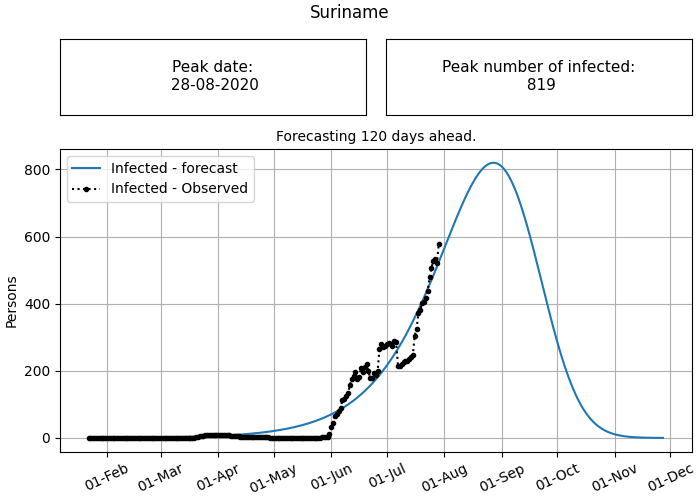 Suriname
Peak date:
28-08-2020
Peak number of infected:
819
Forecasting 120 days ahead.
Infected - forecast
Infected - Observed
Persons
800
600
400
200
0
01-Feb
01-Mar
01-Apr
01-May
01-Jun
01-Jul
01-Aug
01-Sep
01-Oct
01-Nov
01-Dec